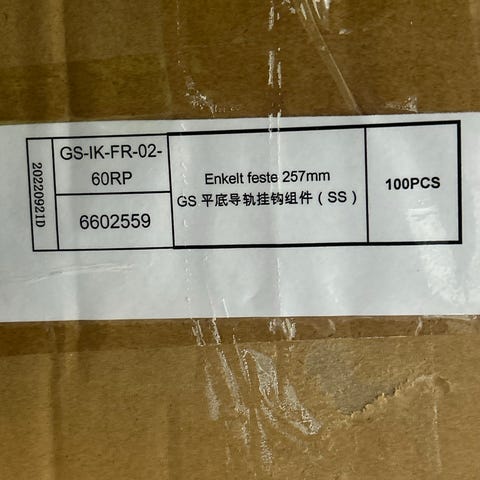 20220921D
GS-IK-FR-02-
60RP
6602559
Enkelt feste 257mm
GS 平底导轨挂钩组件（SS）
100PCS